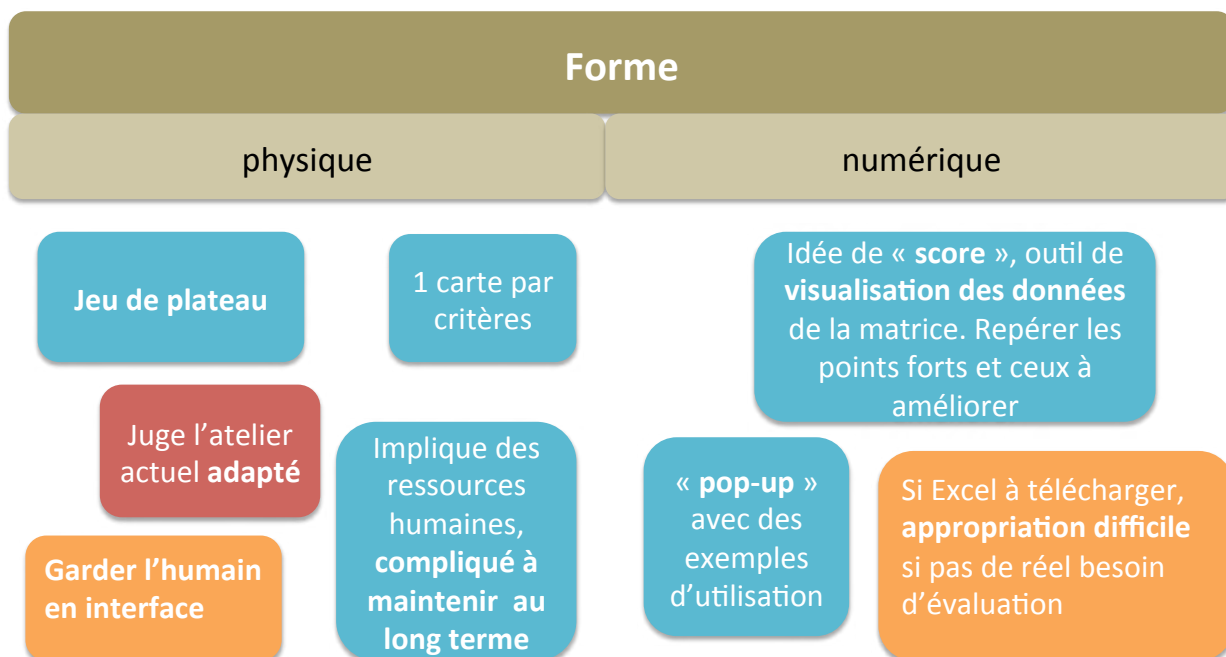 Forme
physique
numérique
Jeu de plateau
1 carte par
critères
Idée de « score », outil de
visualisation des données
de la matrice. Repérer les
points forts et ceux à
améliorer
Juge l’atelier
actuel adapté
Implique des
ressources
humaines,
compliqué à
maintenir au
long terme
« pop-up »
avec des
exemples
d’utilisation
Si Excel à télécharger,
appropriation difficile
si pas de réel besoin
d’évaluation
Garder l’humain
en interface